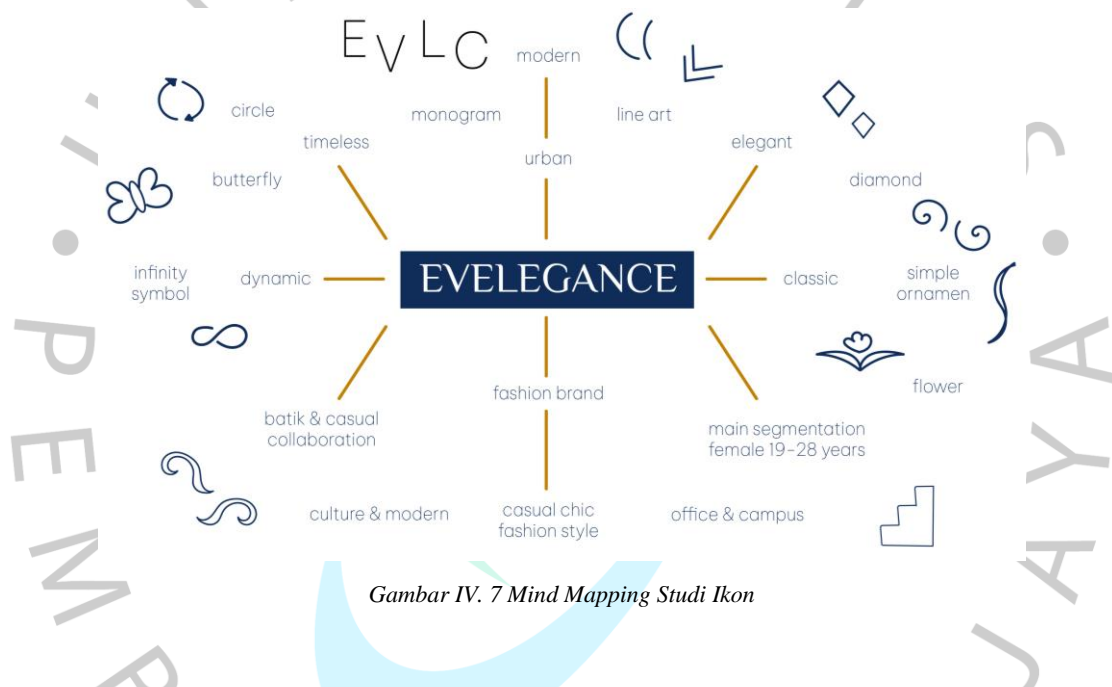 E V L C
modern
circle
monogram
line art
timeless
elegant
urban
butterfly
diamond
infinity
symbol
dynamic
EVELEGANCE
classic
simple
ornamen
fashion brand
flower
batik & casual
collaboration
main segmentation
female 19-28 years
culture & modern
casual chic
fashion style
office & campus
Gambar IV. 7 Mind Mapping Studi Ikon
P E M B
J A Y A